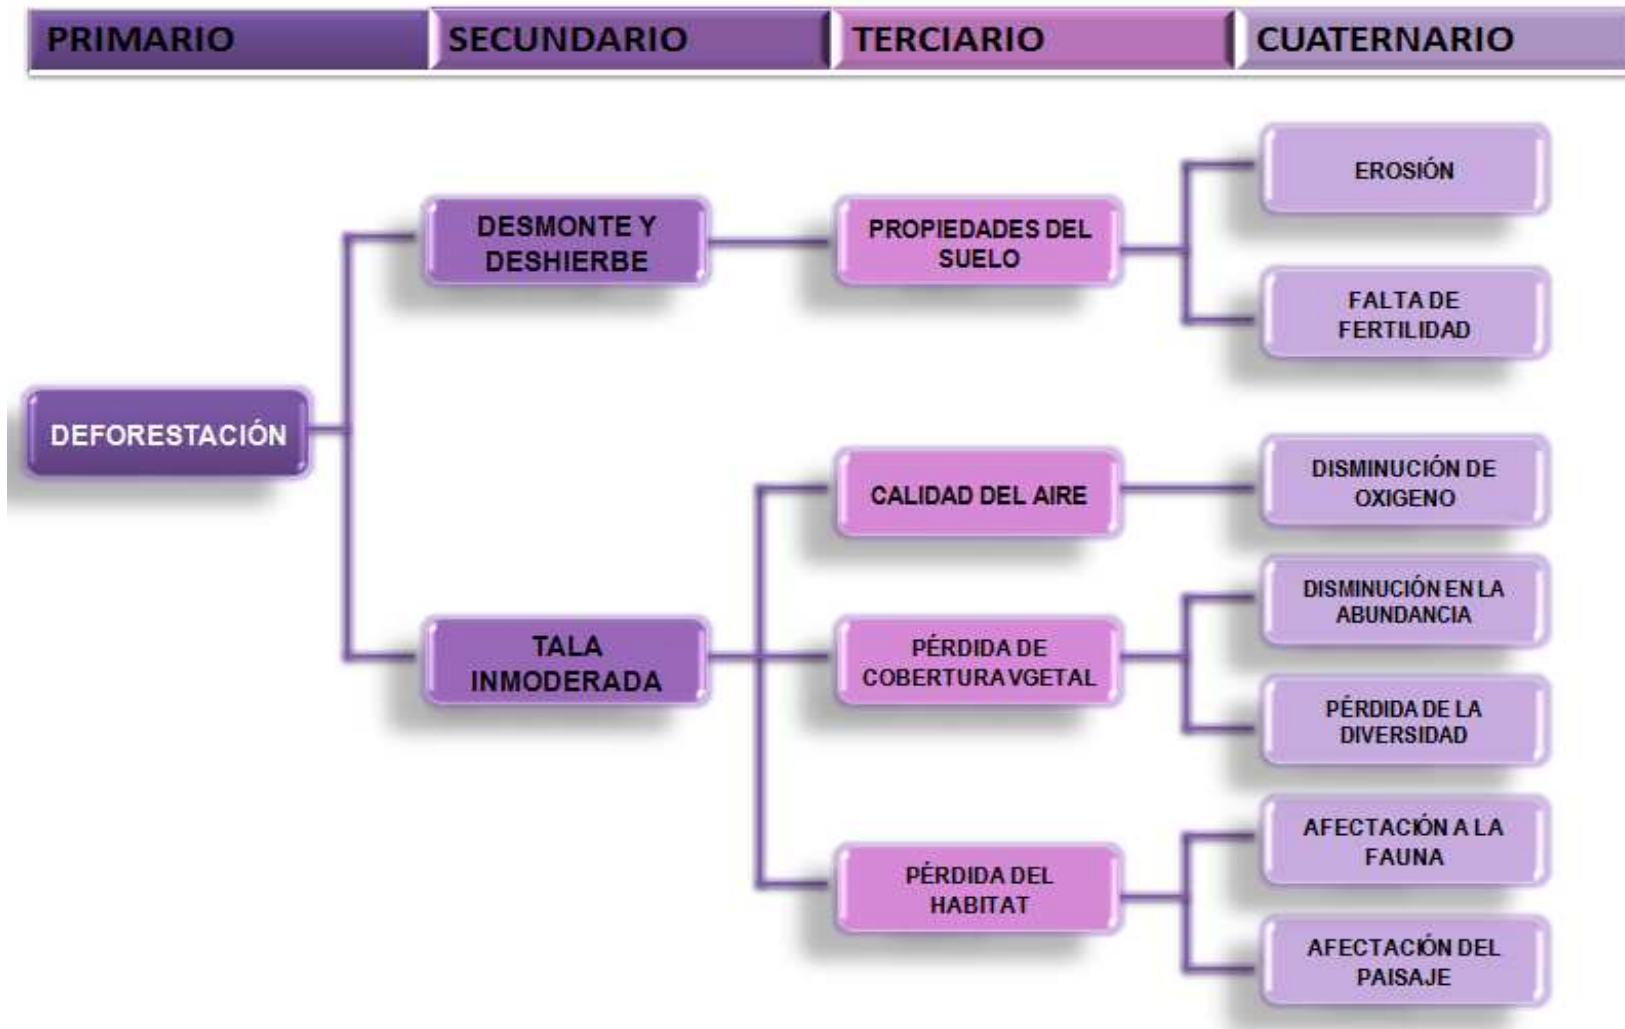 PRIMARIO
SECUNDARIO
TERCIARIO
CUATERNARIO
DEFORESTACIÓN
DESMONTE Y
DESHIERBE
PROPIEDADES DEL
SUELO
EROSIÓN
FALTA DE
FERTILIDAD
TALA
INMODERADA
CALIDAD DEL AIRE
DISMINUCIÓN DE
OXIGENO
PÉRDIDA DE
COBERTURA VGETAL
DISMINUCIÓN EN LA
ABUNDANCIA
PÉRDIDA DE LA
DIVERSIDAD
PÉRDIDA DEL
HABITAT
AFECTACIÓN A LA
FAUNA
AFECTACIÓN DEL
PAISAJE